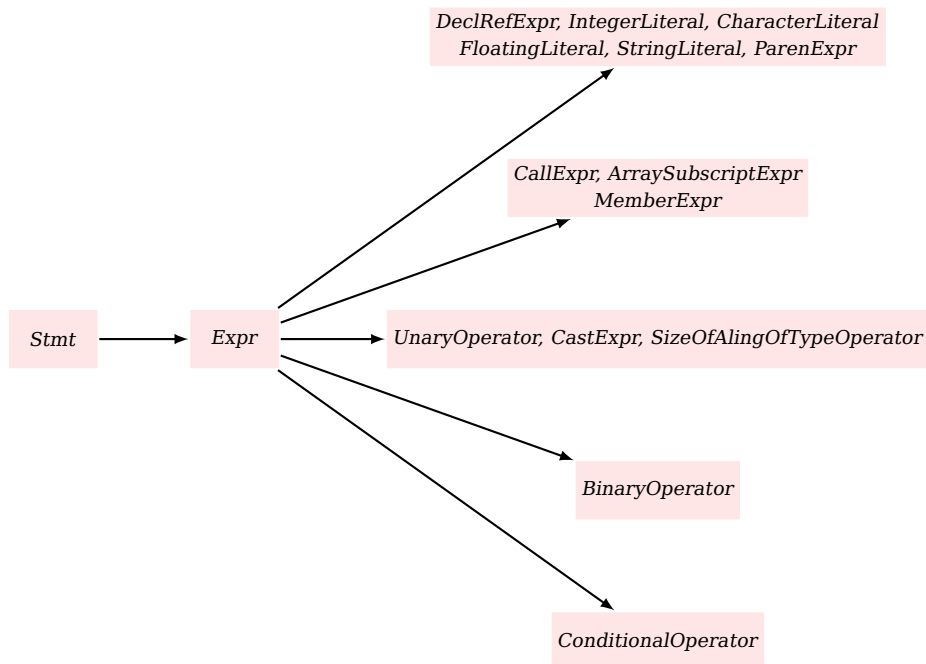 DeclRefExpr, IntegerLiteral, CharacterLiteral
FloatingLiteral, StringLiteral, ParenExpr
CallExpr, ArraySubscriptExpr
MemberExpr
Stmt
Expr
UnaryOperator, CastExpr, SizeOfAlingOfTypeOperator
BinaryOperator
ConditionalOperator